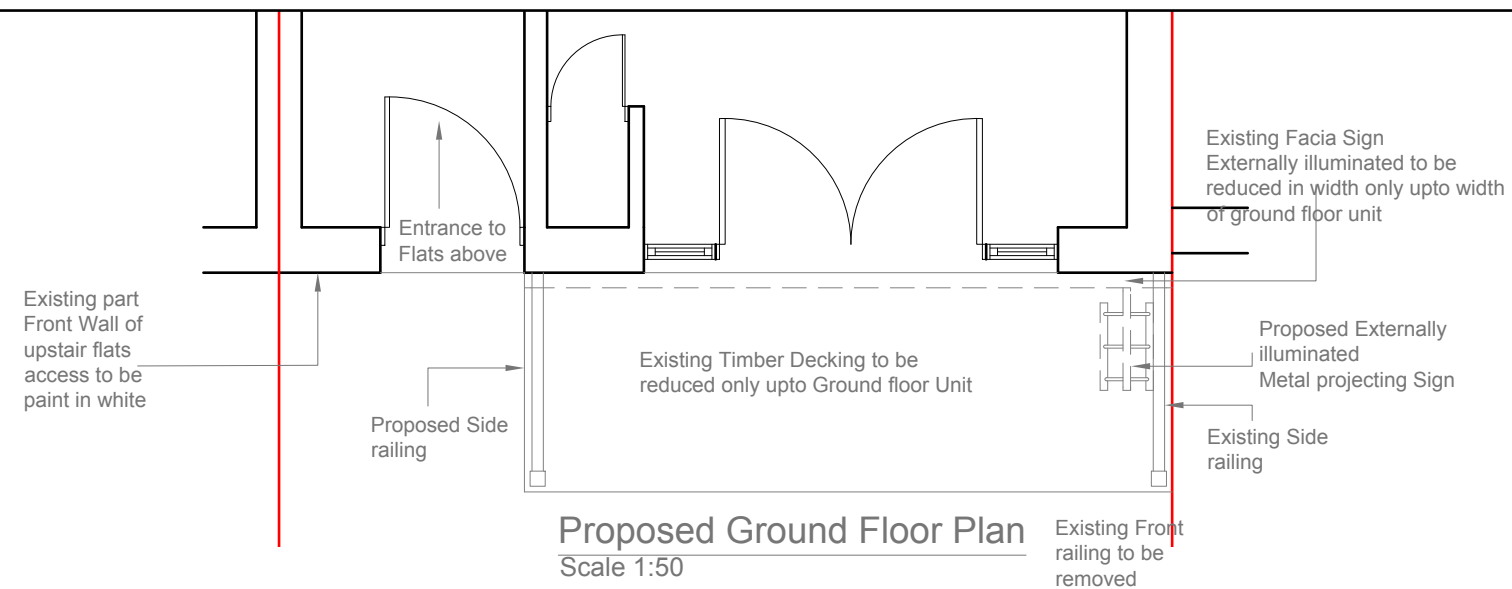 Existing Facia Sign
Externally illuminated to be
reduced in width only upto width
of ground floor unit
Entrance to
Flats above
Existing part
Front Wall of
upstair flats
access to be
paint in white
Proposed Externally
illuminated
Metal projecting Sign
Existing Timber Decking to be
reduced only upto Ground floor Unit
Proposed Side
railing
Existing Side
railing
Proposed Ground Floor Plan
Scale 1:50
Existing Front
railing to be
removed